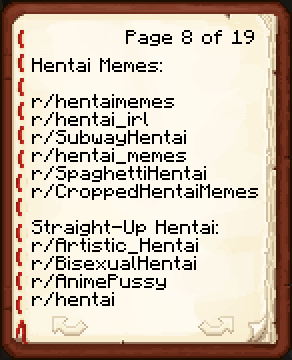 Page 8 of 19
Hentai Memes:
r/hentaimemes
r/hentai_irl
r/SubwayHentai
r/hentai_memes
r/SpaghettiHentai
r/CroppedHentaiMemes
Straight-Up Hentai:
r/Artistic_Hentai
r/BisexualHentai
r/AnimePussy
r/hentai